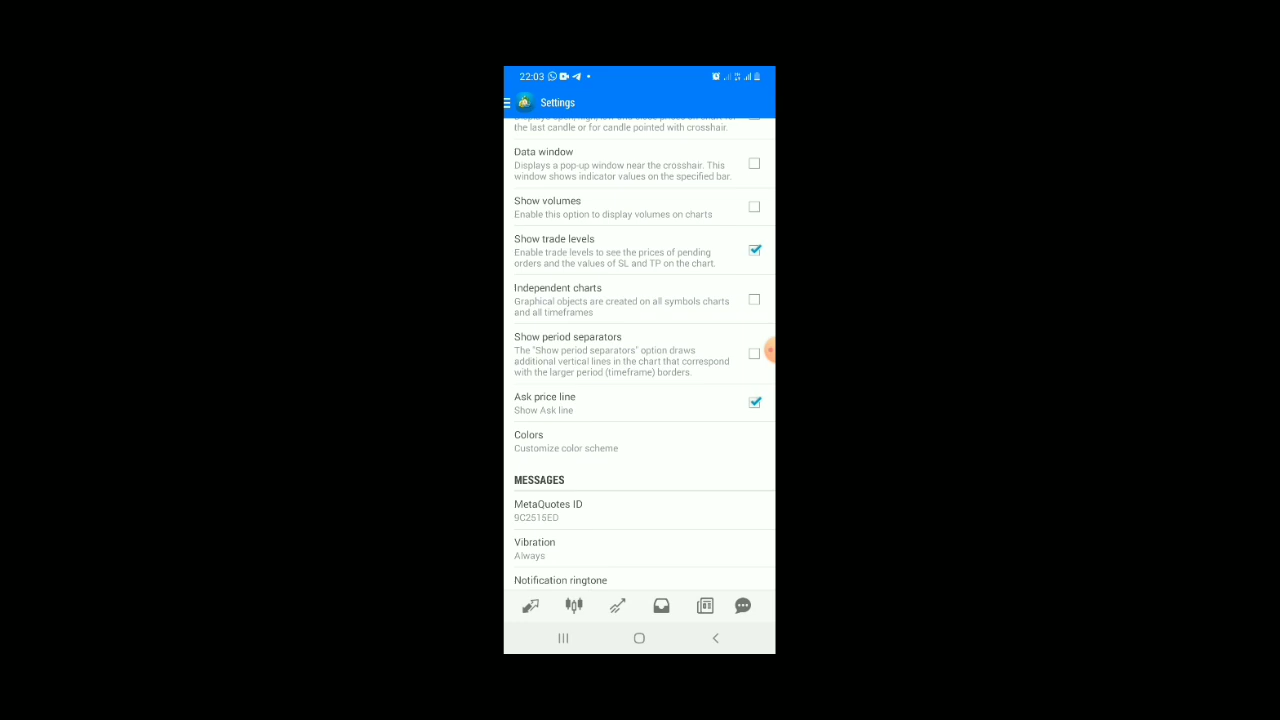 22:03
Settings
the last candle or for candle pointed with crosshair.
Data window
Displays a pop-up window near the crosshair. This
window shows indicator values on the specified bar.
Show volumes
Enable this option to display volumes on charts
Show trade levels
Enable trade levels to see the prices of pending
orders and the values of SL and TP on the chart.
Independent charts
Graphical objects are created on all symbols charts
and all timeframes
Show period separators
The "Show period separators" option draws
additional vertical lines in the chart that correspond
with the larger period (timeframe) borders.
Ask price line
Show Ask line
Colors
Customize color scheme
MESSAGES
MetaQuotes ID
9C2515ED
Vibration
Always
Notification ringtone